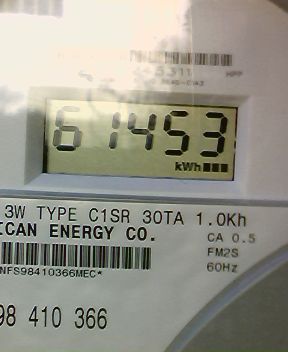 HPP
61453
kWh
3W TYPE C1SR 30TA 1.0Kh
ICAN ENERGY CO. CA 0.5
FM2S
NFS98410366MEC* 60Hz
98 410 366